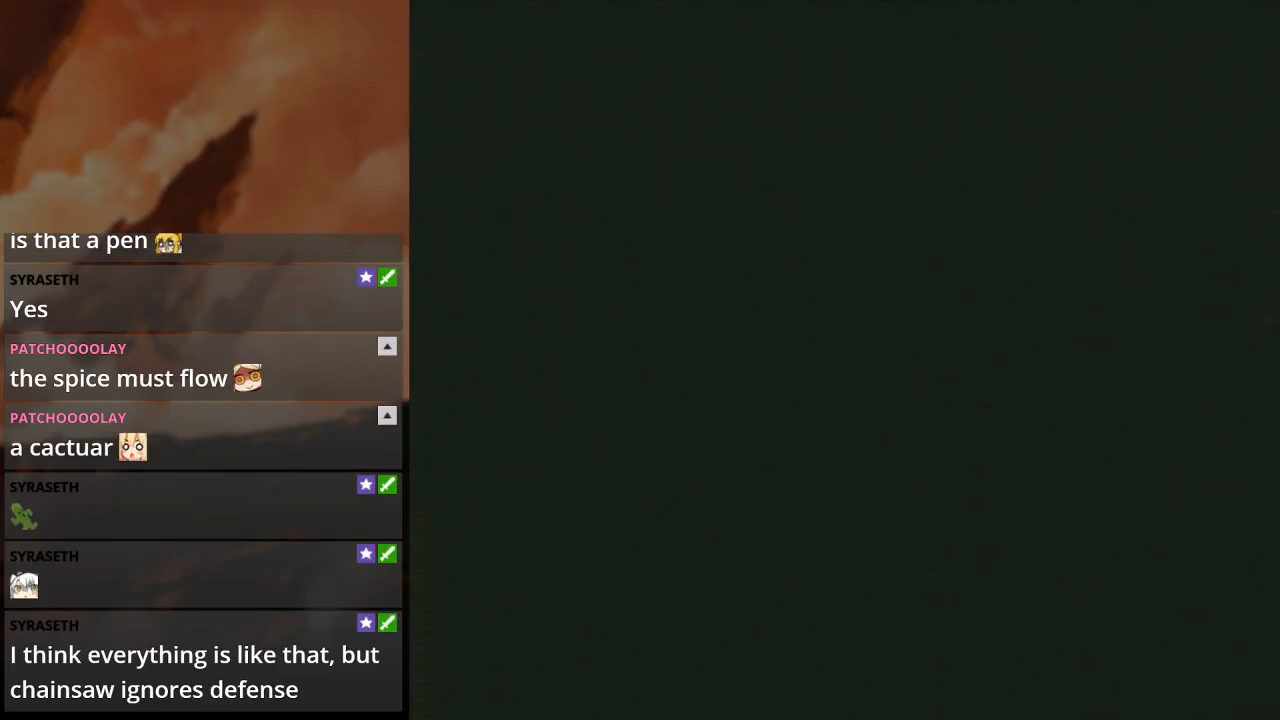 is that a pen
SYRASETH
Yes
PATCHOOOOLAY
the spice must flow
PATCHOOOOLAY
a cactuar
SYRASETH
SYRASETH
SYRASETH
I think everything is like that, but
chainsaw ignores defense